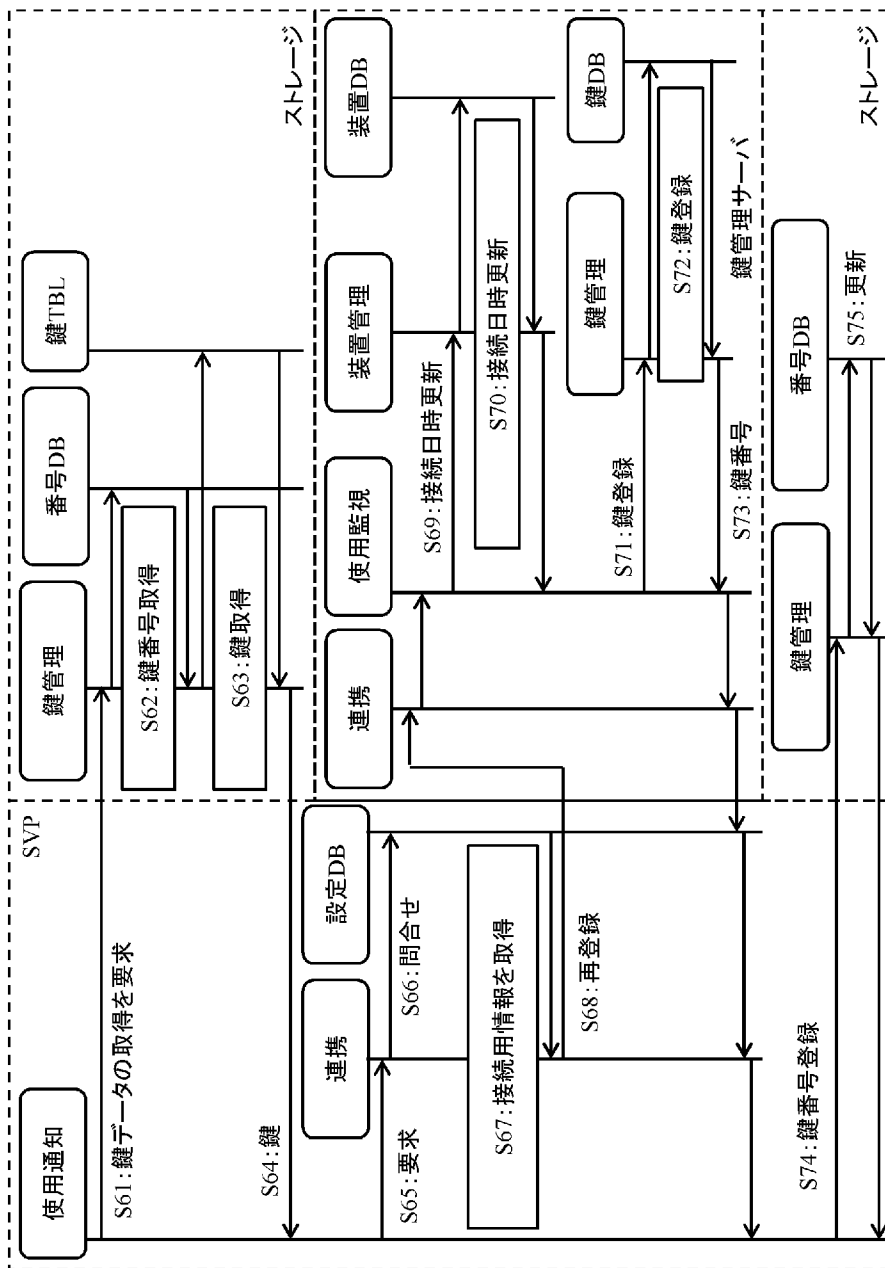 SVP
使用通知
S61:鍵データの取得を要求
鍵管理
番号DB
鍵TBL
S62:鍵番号取得
S63:鍵取得
S64:鍵
ストレージ
連携
設定DB
S65:要求
S66:問合せ
S67:接続用情報を取得
S68:再登録
連携
使用監視
装置管理
装置DB
S69:接続日時更新
S70:接続日時更新
鍵管理
鍵DB
S71:鍵登録
S72:鍵登録
S73:鍵番号
鍵管理サーバ
S74:鍵番号登録
鍵管理
番号DB
S75:更新
ストレージ